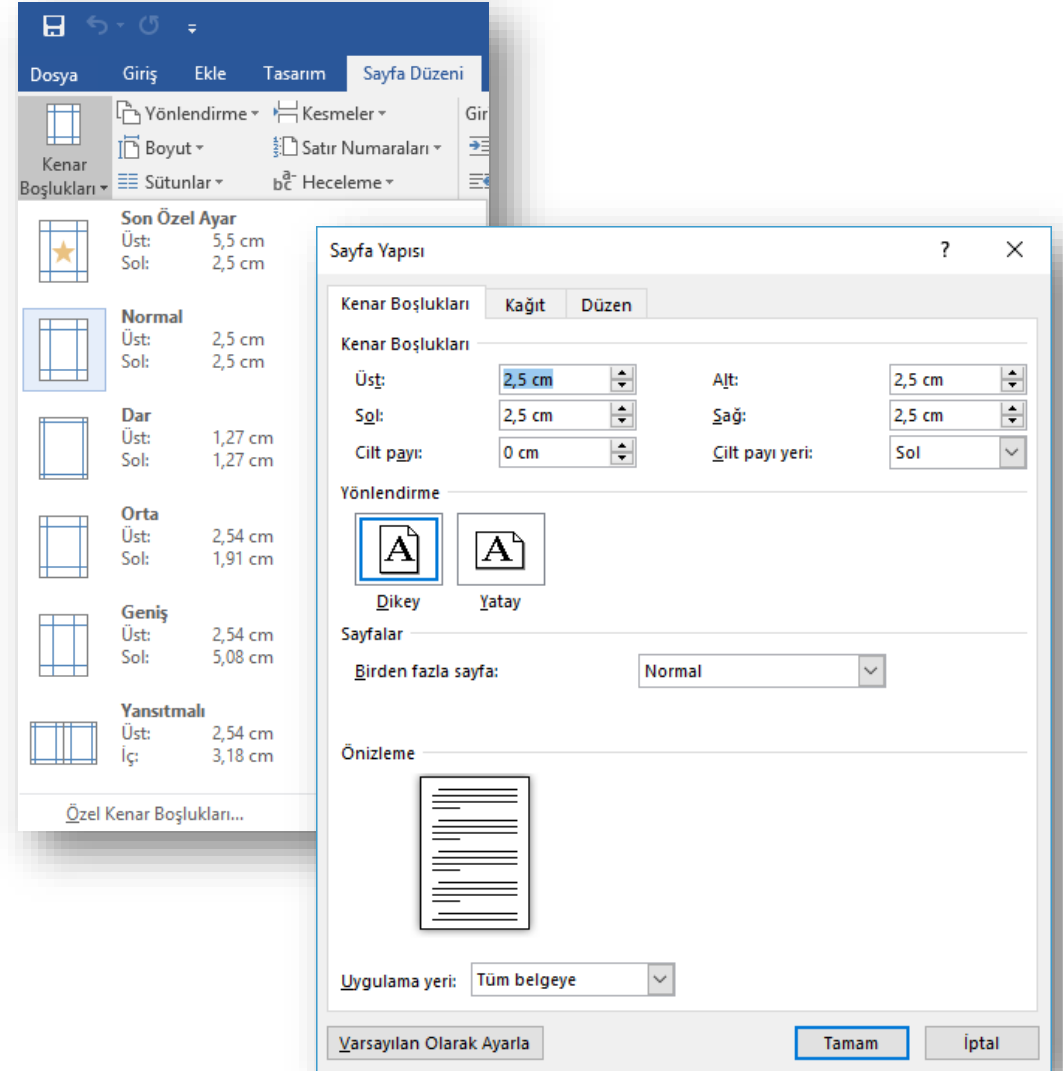 Dosya Giriş Ekle Tasarım Sayfa Düzeni
Kenar Boşlukları
Yönlendirme Kesmeler
Boyut Satır Numaraları
Sütunlar Heceleme
Gir
Son Özel Ayar
Üst: 5,5 cm
Sol: 2,5 cm
Normal
Üst: 2,5 cm
Sol: 2,5 cm
Dar
Üst: 1,27 cm
Sol: 1,27 cm
Orta
Üst: 2,54 cm
Sol: 1,91 cm
Geniş
Üst: 2,54 cm
Sol: 5,08 cm
Yansıtmalı
Üst: 2,54 cm
İç: 3,18 cm
Özel Kenar Boşlukları...
Sayfa Yapısı ?
Kenar Boşlukları Kağıt Düzen
Kenar Boşlukları
Üst: 2,5 cm Alt: 2,5 cm
Sol: 2,5 cm Sağ: 2,5 cm
Cilt payı: 0 cm Cilt payı yeri: Sol
Yönlendirme
A A
Dikey Yatay
Sayfalar
Birden fazla sayfa: Normal
Önizleme
Uygulama yeri: Tüm belgeye
Varsayılan Olarak Ayarla Tamam İptal